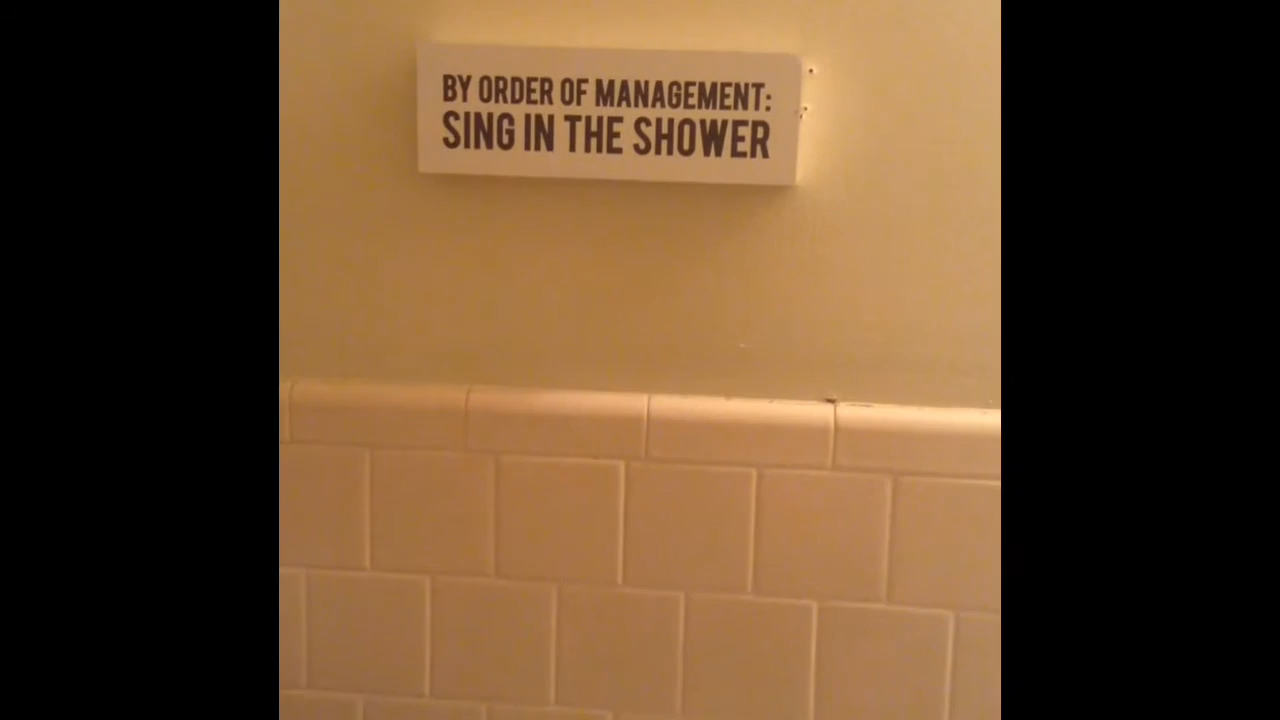 BY ORDER OF MANAGEMENT:
SING IN THE SHOWER